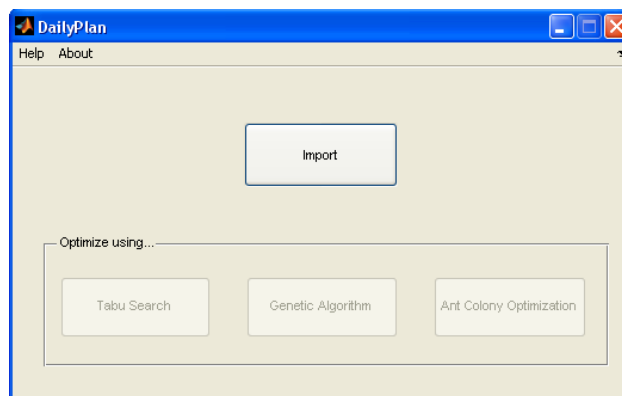 DailyPlan
Help About
Import
Optimize using...
Tabu Search Genetic Algorithm Ant Colony Optimization